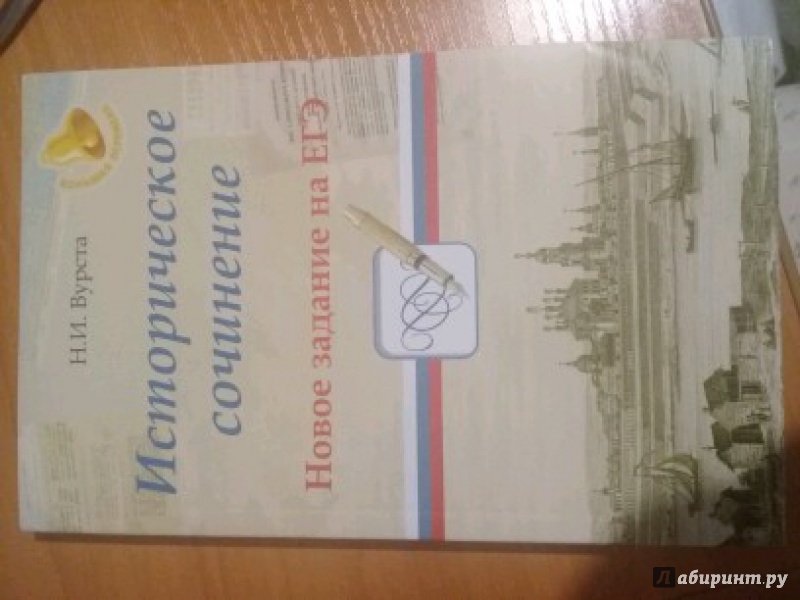 Н.И. Вурста
Историческое
сочинение
Новое задание на ЕГЭ
Лабиринт.ру